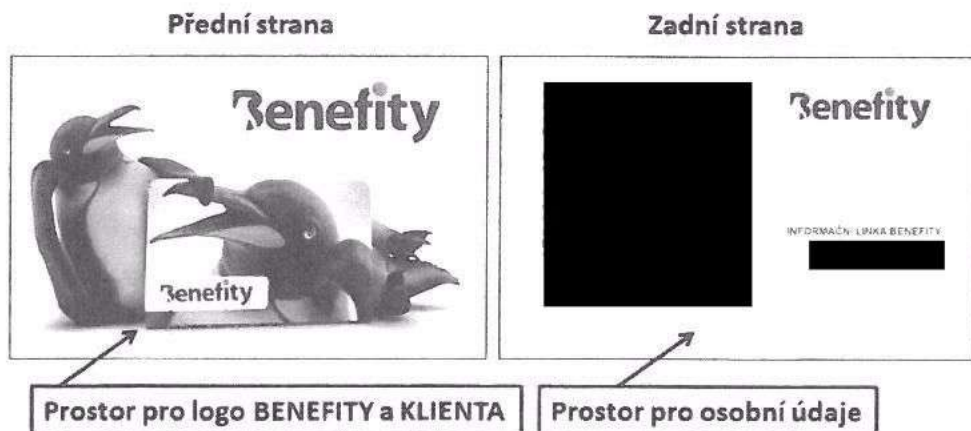 Přední strana
Zadní strana
Benefity
Benefity
Benefity
INFORMAČNÍ LINKA BENEFITY
Prostor pro logo BENEFITY a KLIENTA
Prostor pro osobní údaje